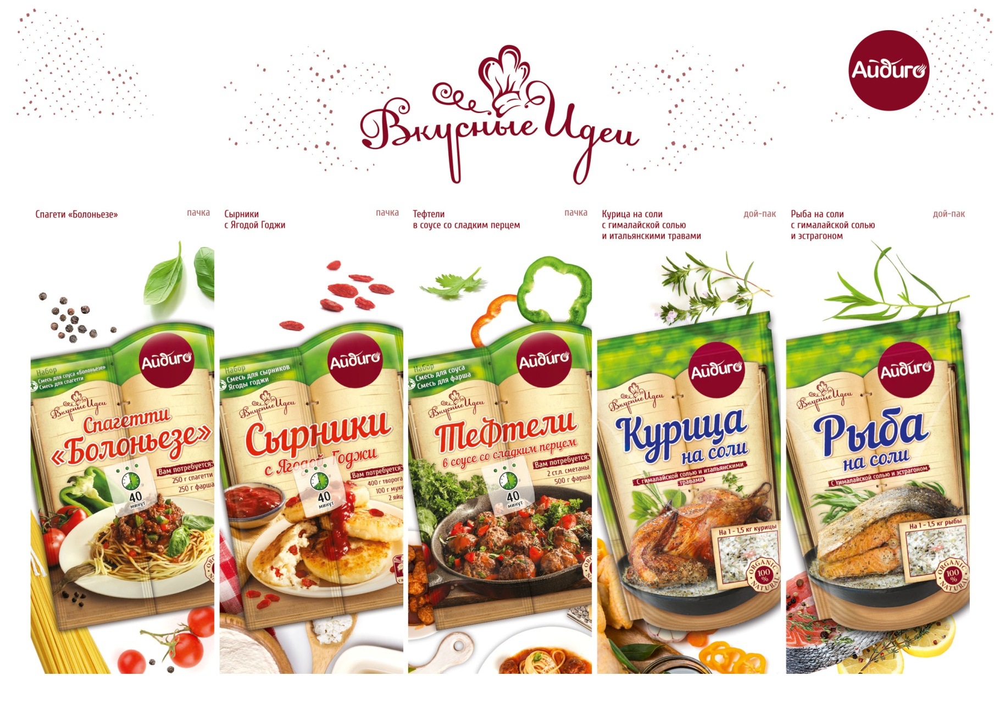 Вкусные Идеи
Айдиго
Спагети «Болоньезе»
пачка
Сырники
с Ягодой Годжи
пачка
Тефтели
в соусе со сладким перцем
пачка
Курица на соли
с гималайской солью
и итальянскими травами
дой-пак
Рыба на соли
с гималайской солью
и эстрагоном
дой-пак
Набор
Смесь для соуса «Болоньезе»
Смесь для спагетти
Айдиго
Вкусные Идеи
Спагетти
«Болоньезе»
Вам потребуется:
250 г спагетти
250 г фарша
40
минут
Набор
Смесь для сырников
Ягоды годжи
Айдиго
Вкусные Идеи
Сырники
с Ягодой Годжи
Вам потребуется:
400 г творога
100 г муки
2 яйц
40
минут
Набор
Смесь для соуса
Смесь для фарша
Айдиго
Вкусные Идеи
Тефтели
в соусе со сладким перцем
Вам потребуется:
2 ст.л. сметаны
500 г фарша
40
минут
Айдиго
Вкусные Идеи
Курица
на соли
С гималайской солью и итальянскими
травами
На 1 - 1,5 кг курицы
ORGANIC
100
%
NATURAL
Айдиго
Вкусные Идеи
Рыба
на соли
С гималайской солью и эстрагоном
На 1 - 1,5 кг рыбы
ORGANIC
100
%
NATURAL